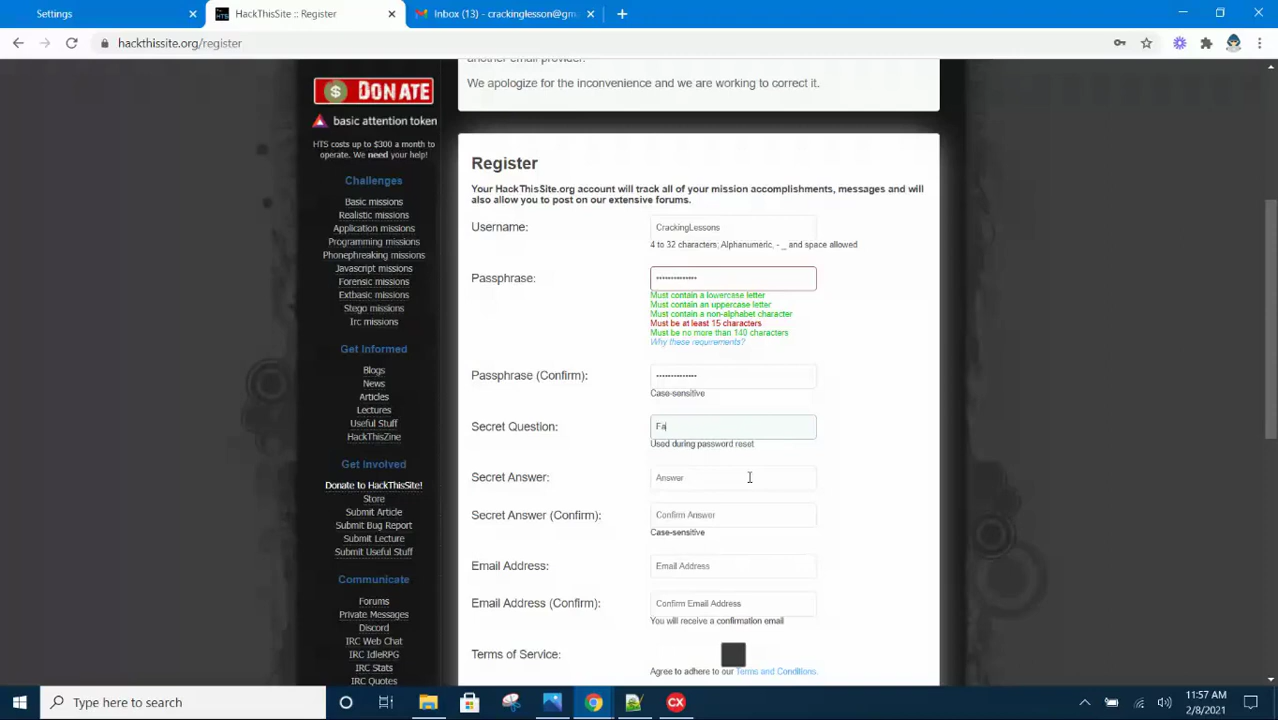 Settings
HackThisSite :: Register
Inbox (13) - crackinglesson@gm
hackthissite.org/register
another email provider.
We apologize for the inconvenience and we are working to correct it.
$ DONATE
basic attention token
HTS costs up to $300 a month to
operate. We need your help!
Challenges
Basic missions
Realistic missions
Application missions
Programming missions
Phonephreaking missions
Javascript missions
Forensic missions
Extbasic missions
Stego missions
Irc missions
Get Informed
Blogs
News
Articles
Lectures
Useful Stuff
HackThisZine
Get Involved
Donate to HackThisSite!
Store
Submit Article
Submit Bug Report
Submit Lecture
Submit Useful Stuff
Communicate
Forums
Private Messages
Discord
IRC Web Chat
IRC IdleRPG
IRC Stats
IRC Quotes
Register
Your HackThisSite.org account will track all of your mission accomplishments, messages and will
also allow you to post on our extensive forums.
Username:
CrackingLessons
4 to 32 characters; Alphanumeric, - _ and space allowed
Passphrase:
Must contain a lowercase letter
Must contain an uppercase letter
Must contain a non-alphabet character
Must be at least 15 characters
Must be no more than 140 characters
Why these requirements?
Passphrase (Confirm):
Case-sensitive
Secret Question:
Fa
Used during password reset
Secret Answer:
Answer
Secret Answer (Confirm):
Confirm Answer
Case-sensitive
Email Address:
Email Address
Email Address (Confirm):
Confirm Email Address
You will receive a confirmation email
Terms of Service:
Agree to adhere to our Terms and Conditions.
Type here to search
11:57 AM
2/8/2021